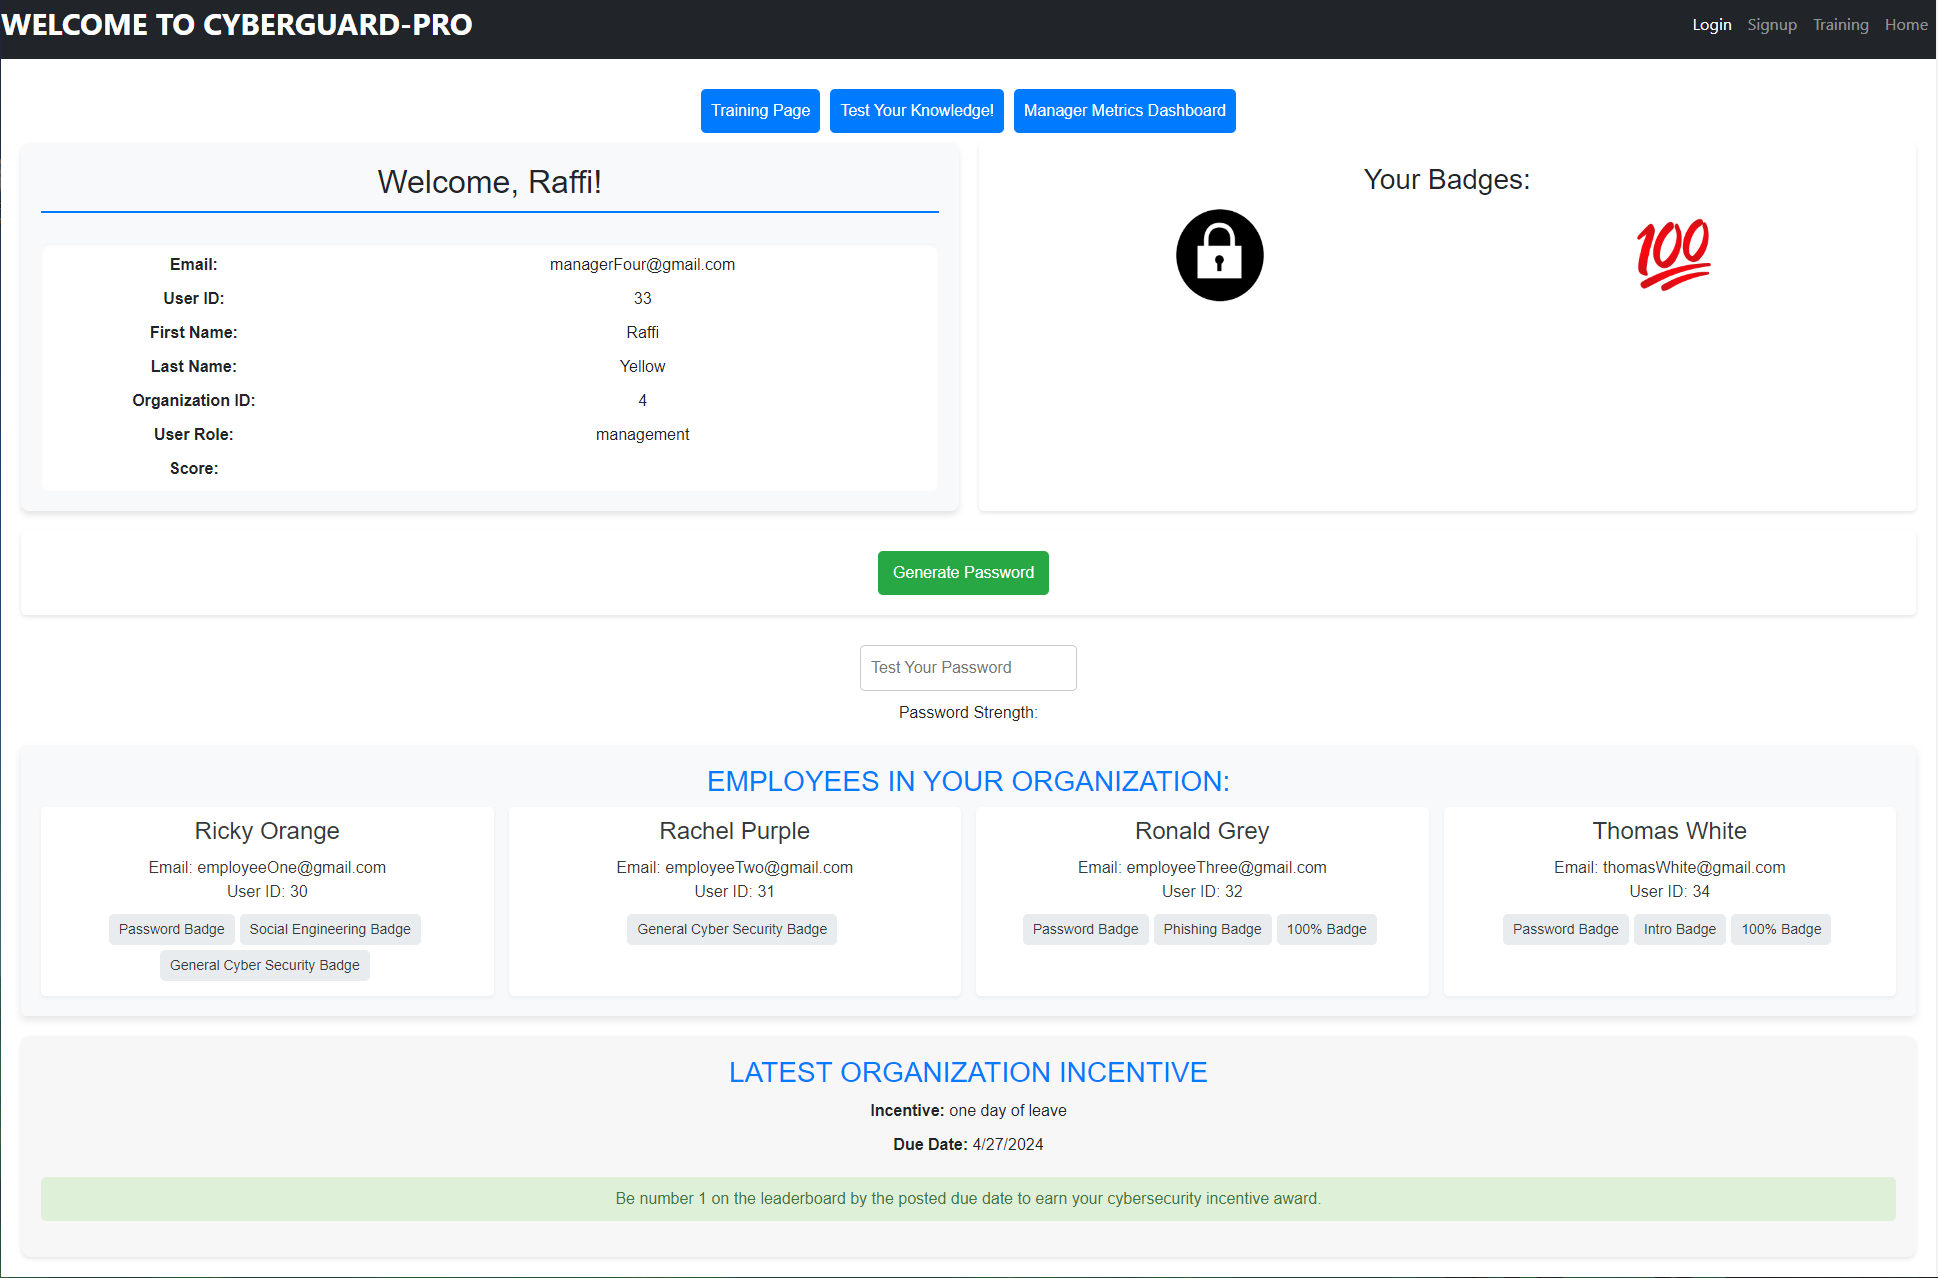 WELCOME TO CYBERGUARD-PRO
Login Signup Training Home
Training Page Test Your Knowledge! Manager Metrics Dashboard
Welcome, Raffi!
Email: managerFour@gmail.com
User ID: 33
First Name: Raffi
Last Name: Yellow
Organization ID: 4
User Role: management
Score:
Your Badges:
100
Generate Password
Test Your Password
Password Strength:
EMPLOYEES IN YOUR ORGANIZATION:
Ricky Orange
Email: employeeOne@gmail.com
User ID: 30
Password Badge Social Engineering Badge
General Cyber Security Badge
Rachel Purple
Email: employeeTwo@gmail.com
User ID: 31
General Cyber Security Badge
Ronald Grey
Email: employeeThree@gmail.com
User ID: 32
Password Badge Phishing Badge 100% Badge
Thomas White
Email: thomasWhite@gmail.com
User ID: 34
Password Badge Intro Badge 100% Badge
LATEST ORGANIZATION INCENTIVE
Incentive: one day of leave
Due Date: 4/27/2024
Be number 1 on the leaderboard by the posted due date to earn your cybersecurity incentive award.